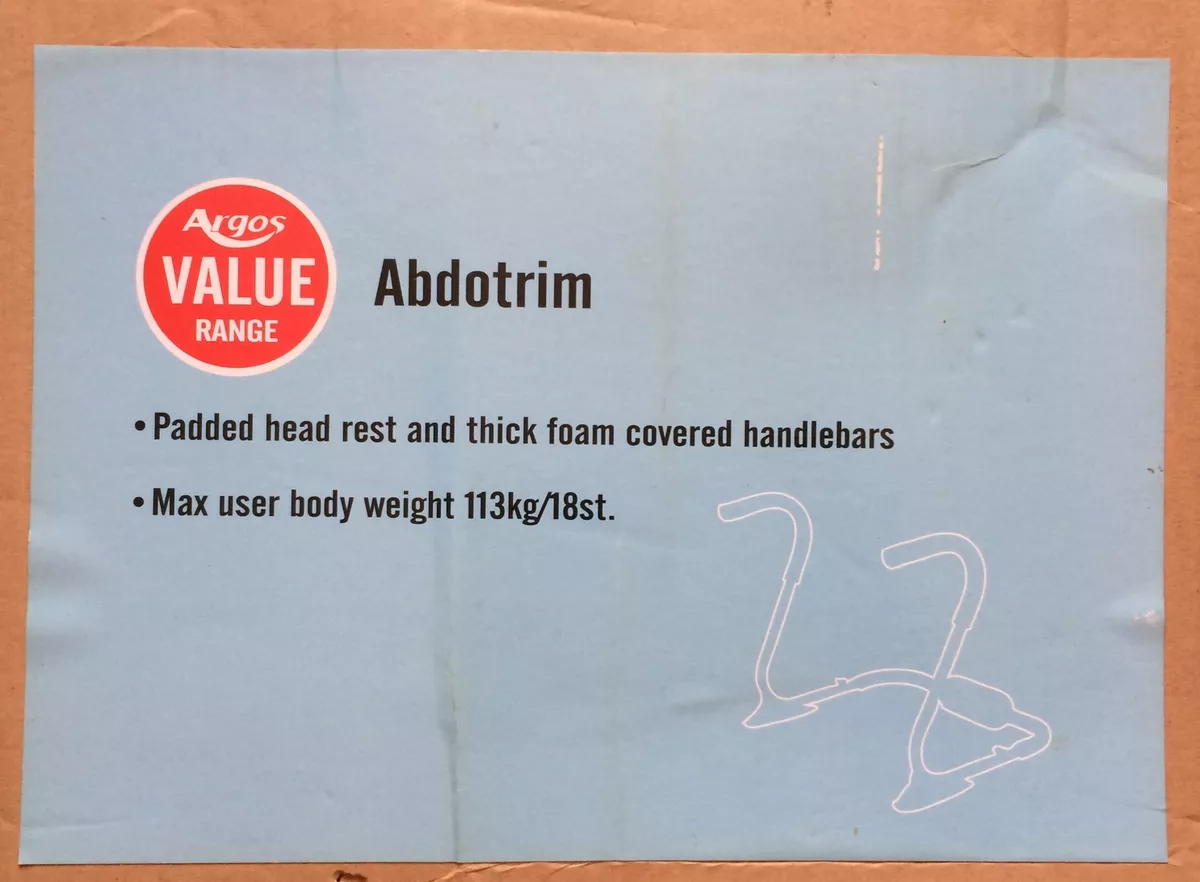 Argos
VALUE
RANGE
Abdotrim
• Padded head rest and thick foam covered handlebars
• Max user body weight 113kg/18st.